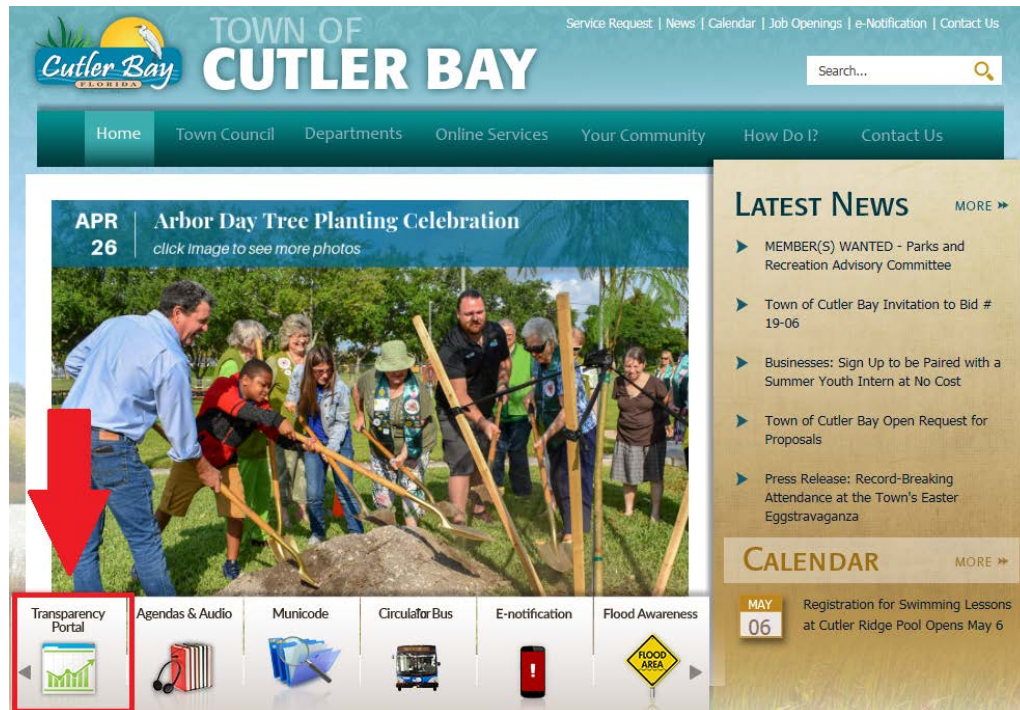 Cutler Bay
FLORIDA
TOWN OF
CUTLER BAY
Service Request | News | Calendar | Job Openings | e-Notification | Contact Us
Search...
Home
Town Council
Departments
Online Services
Your Community
How Do I?
Contact Us
APR
26
Arbor Day Tree Planting Celebration
click image to see more photos
LATEST NEWS
MORE
MEMBER(S) WANTED - Parks and
Recreation Advisory Committee
Town of Cutler Bay Invitation to Bid #
19-06
Businesses: Sign Up to be Paired with a
Summer Youth Intern at No Cost
Town of Cutler Bay Open Request for
Proposals
Press Release: Record-Breaking
Attendance at the Town's Easter
Eggstravaganza
CALENDAR
MORE
MAY
06
Registration for Swimming Lessons
at Cutler Ridge Pool Opens May 6
Transparency
Portal
Agendas & Audio
Municode
Circulator Bus
E-notification
Flood Awareness
!
FLOOD
AREA